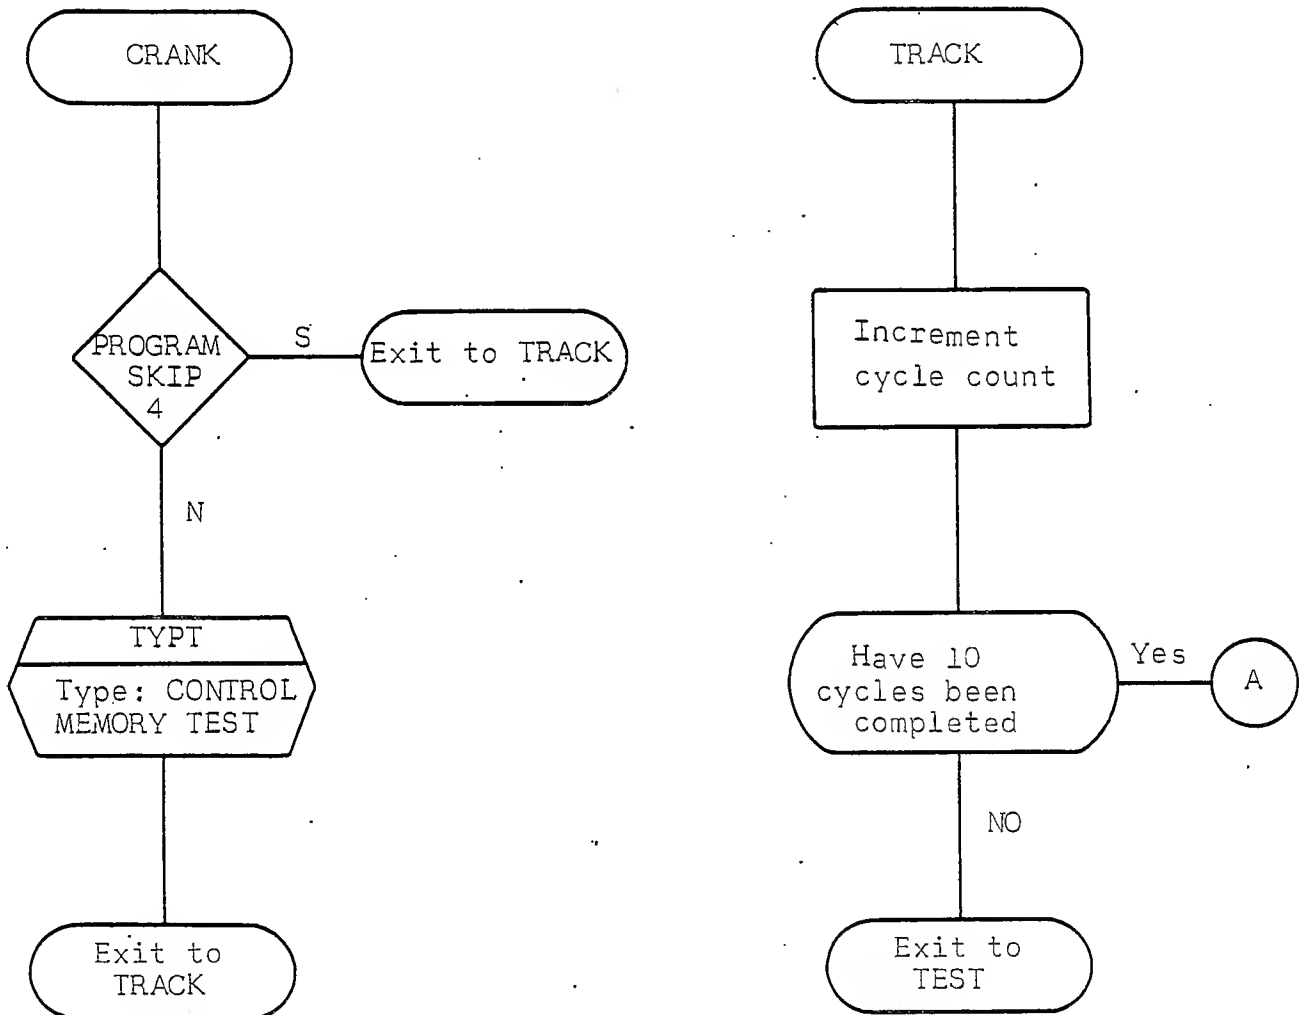 CRANK
PROGRAM
SKIP
4
S
Exit to TRACK
N
TYPT
Type: CONTROL
MEMORY TEST
Exit to
TRACK
TRACK
Increment
cycle count
Have 10
cycles been
completed
Yes
A
NO
Exit to
TEST